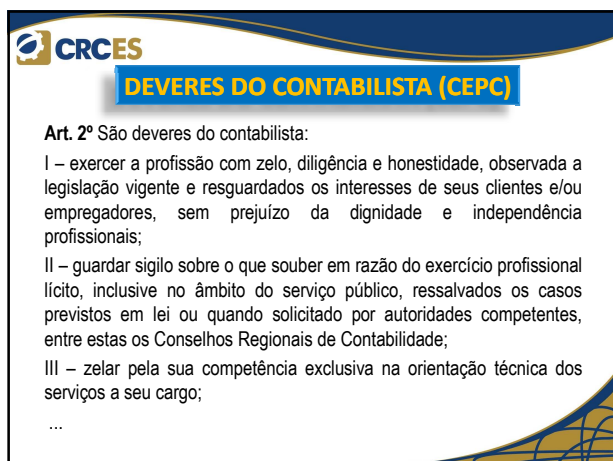 CRCES
DEVERES DO CONTABILISTA (CEPC)
Art. 2º São deveres do contabilista:
I – exercer a profissão com zelo, diligência e honestidade, observada a
legislação vigente e resguardados os interesses de seus clientes e/ou
empregadores, sem prejuízo da dignidade e independência
profissionais;
II – guardar sigilo sobre o que souber em razão do exercício profissional
lícito, inclusive no âmbito do serviço público, ressalvados os casos
previstos em lei ou quando solicitado por autoridades competentes,
entre estas os Conselhos Regionais de Contabilidade;
III – zelar pela sua competência exclusiva na orientação técnica dos
serviços a seu cargo;
...